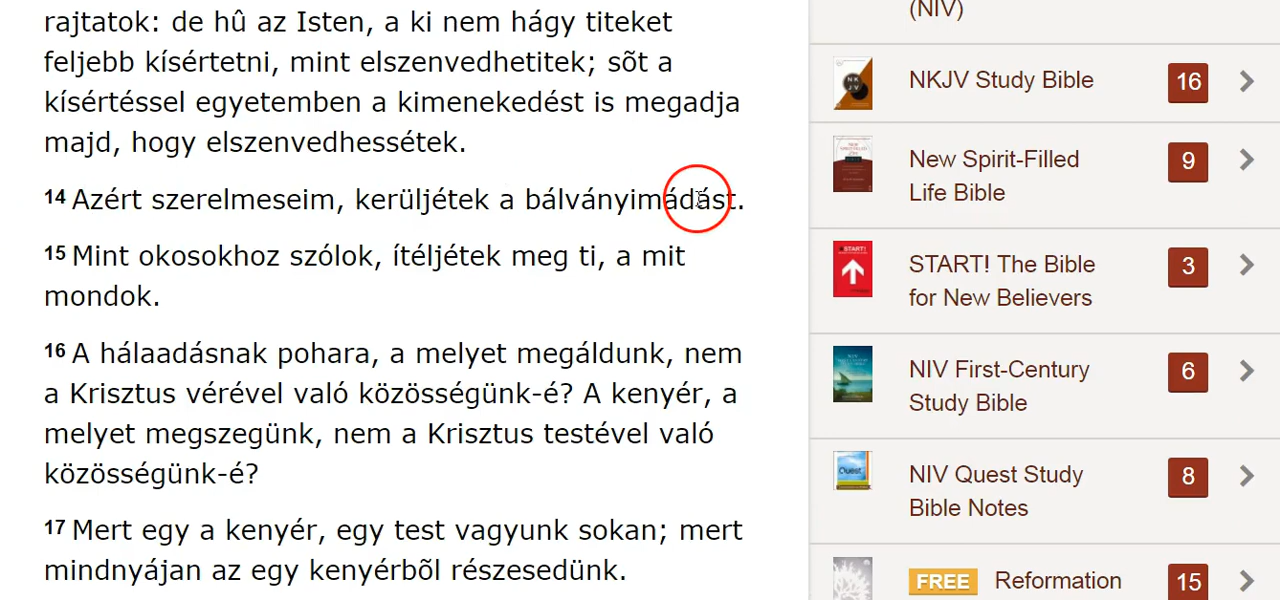 rajtatok: de hû az Isten, a ki nem hágy titeket
feljebb kísértetni, mint elszenvedhetitek; sõt a
kísértéssel egyetemben a kimenekedést is megadja
majd, hogy elszenvedhessétek.
14 Azért szerelmeseim, kerüljétek a bálványimádást.
15 Mint okosokhoz szólok, ítéljétek meg ti, a mit
mondok.
16 A hálaadásnak pohara, a melyet megáldunk, nem
a Krisztus vérével való közösségünk-é? A kenyér, a
melyet megszegünk, nem a Krisztus testével való
közösségünk-é?
17 Mert egy a kenyér, egy test vagyunk sokan; mert
mindnyájan az egy kenyérbõl részesedünk.
(NIV)
NKJV Study Bible 16
New Spirit-Filled
Life Bible 9
START! The Bible
for New Believers 3
NIV First-Century
Study Bible 6
Quest
NIV Quest Study
Bible Notes 8
FREE Reformation 15